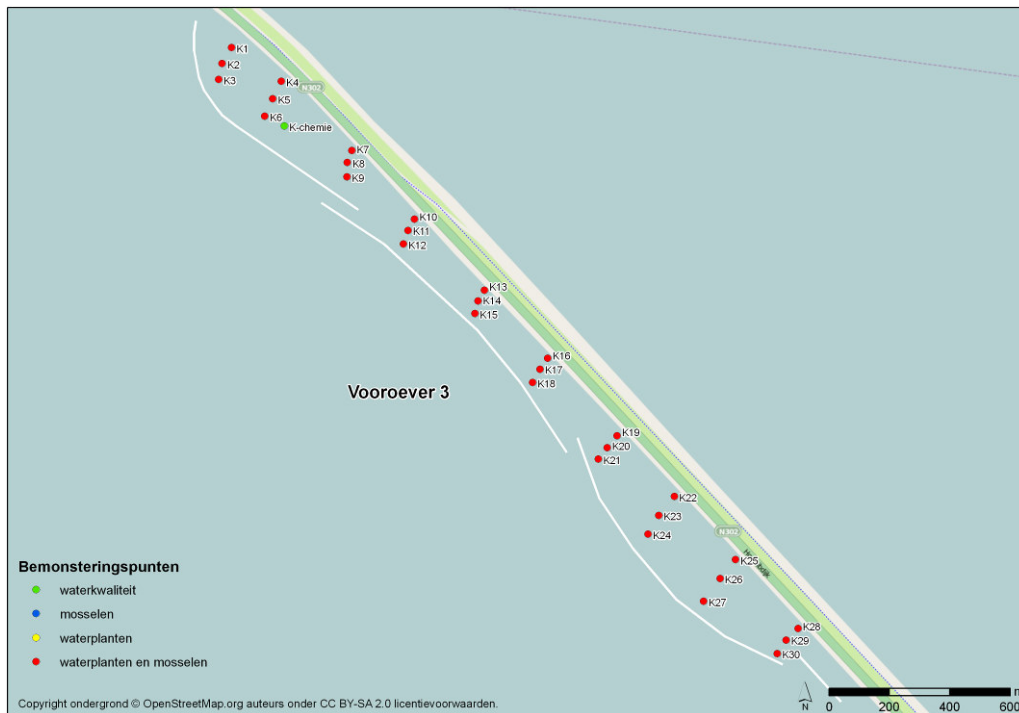 K1
K2
K3
K4
N302
K5
K6
K-chemie
K7
K8
K9
K10
K11
K12
K13
K14
K15
K16
K17
K18
Vooroever 3
K19
K20
K21
K22
K23
K24
N302
K25
K26
K27
K28
K29
K30
Bemonsteringspunten
waterkwaliteit
mosselen
waterplanten
waterplanten en mosselen
Copyright ondergrond © OpenStreetMap.org auteurs onder CC BY-SA 2.0 licentievoorwaarden.
N
m
0 200 400 600